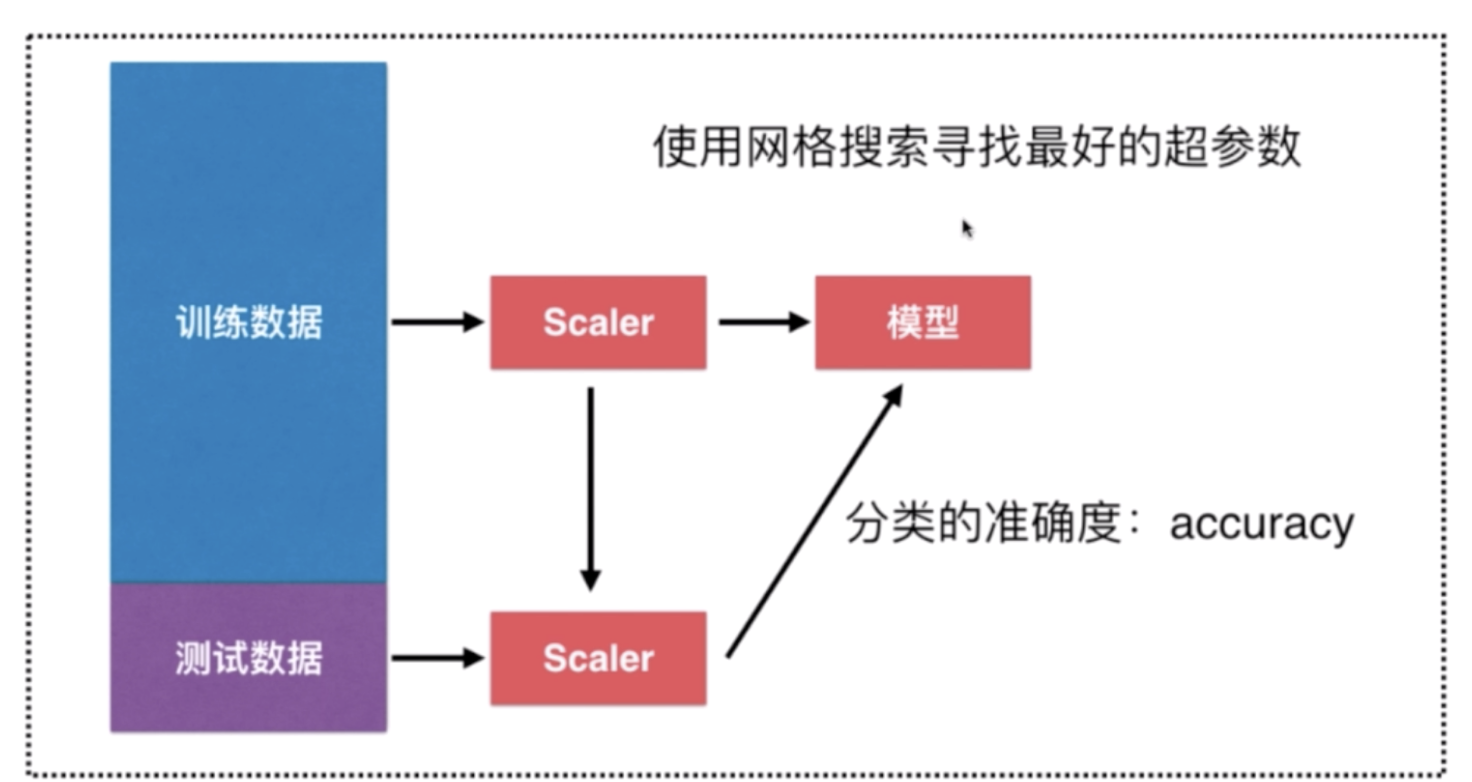 使用网格搜索寻找最好的超参数
训练数据
Scaler
模型
分类的准确度：accuracy
测试数据
Scaler